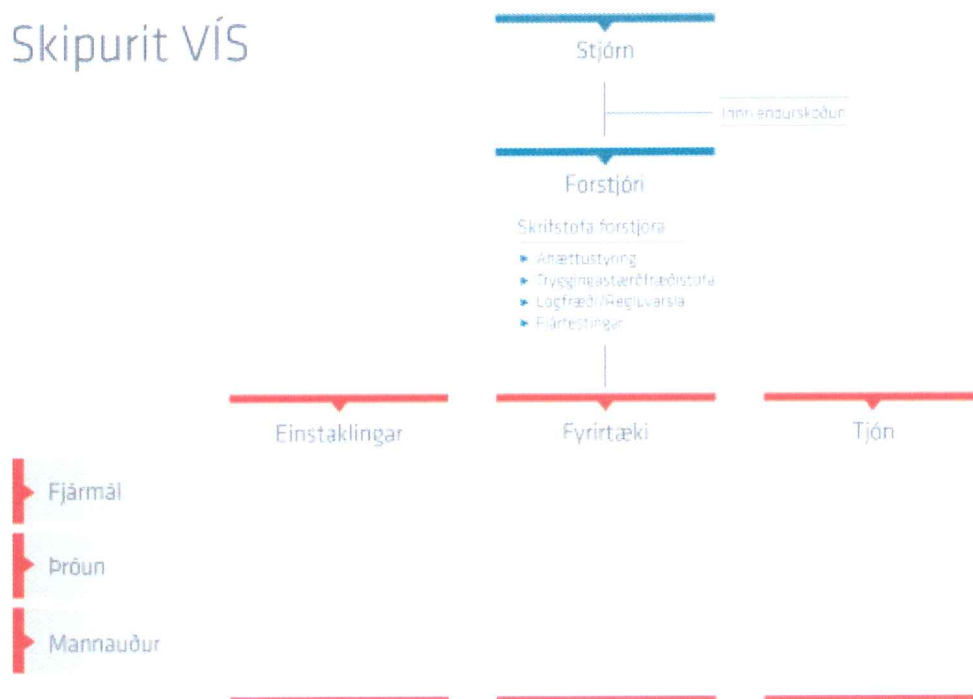 Skipurit VÍS
Stjórn
Innri endurskoðun
Forstjóri
Skrifstofa forstjóra
Áhættustýring
Tryggingastærðfræðistofa
Lögfræði/Regluvarsla
Fjárfestingar
Einstaklingar
Fyrirtæki
Tjón
Fjármál
Þróun
Mannauður